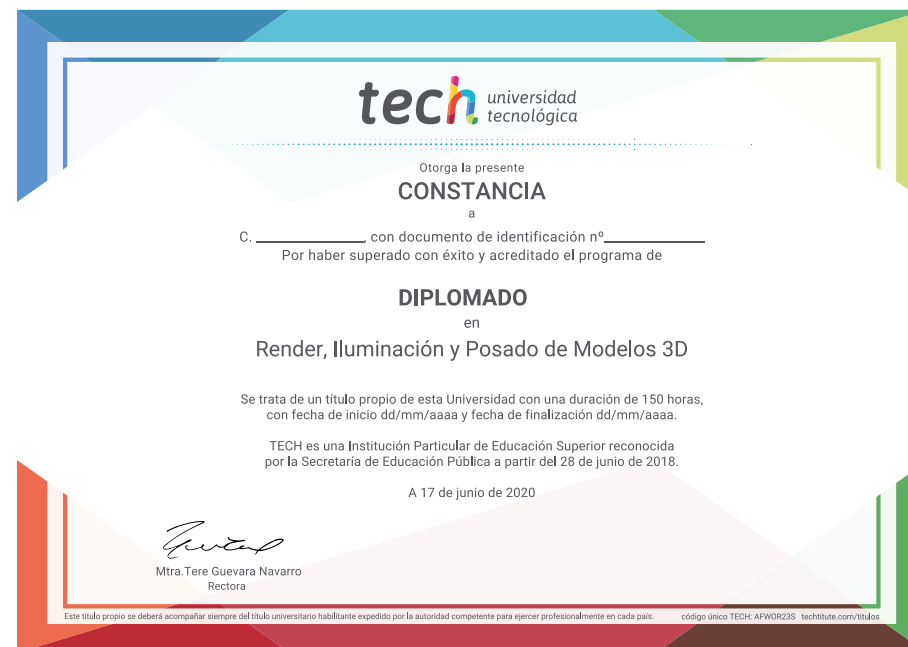 tech universidad
tecnológica
Otorga la presente
CONSTANCIA
a
C. ______________, con documento de identificación nº______________
Por haber superado con éxito y acreditado el programa de
DIPLOMADO
en
Render, Iluminación y Posado de Modelos 3D
Se trata de un título propio de esta Universidad con una duración de 150 horas,
con fecha de inicio dd/mm/aaaa y fecha de finalización dd/mm/aaaa.
TECH es una Institución Particular de Educación Superior reconocida
por la Secretaría de Educación Pública a partir del 28 de junio de 2018.
A 17 de junio de 2020
Mtra.Tere Guevara Navarro
Rectora
Este título propio se deberá acompañar siempre del título universitario habilitante expedido por la autoridad competente para ejercer profesionalmente en cada país. código único TECH: AFWOR23S techtitute.com/titulos